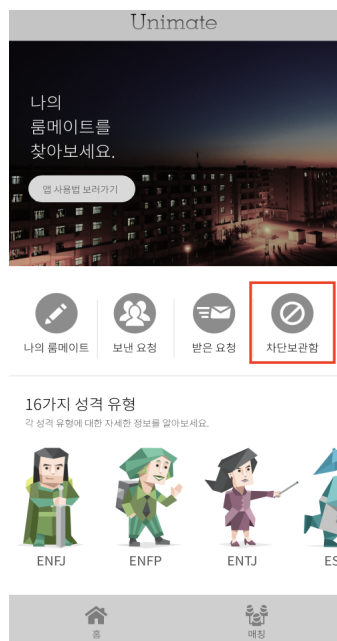 Unimate
나의
룸메이트를
찾아보세요.
앱 사용법 보러가기
나의 룸메이트
보낸 요청
받은 요청
차단보관함
16가지 성격 유형
각 성격 유형에 대한 자세한 정보를 알아보세요.
ENFJ
ENFP
ENTJ
ES
홈
매칭